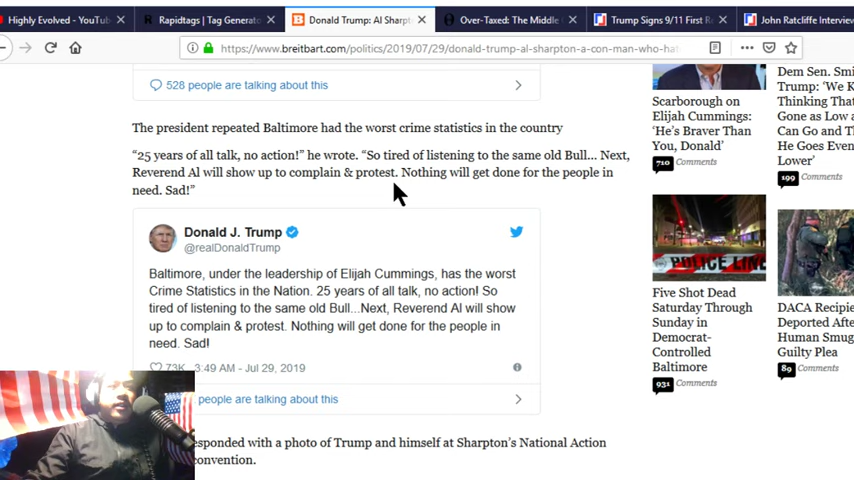 Highly Evolved - YouTub
Rapidtags | Tag Generato
Donald Trump: Al Sharpt
Over-Taxed: The Middle
Trump Signs 9/11 First R
John Ratcliffe Interview
https://www.breitbart.com/politics/2019/07/29/donald-trump-al-sharpton-a-con-man-who-hat
528 people are talking about this
The president repeated Baltimore had the worst crime statistics in the country
“25 years of all talk, no action!” he wrote. “So tired of listening to the same old Bull… Next,
Reverend Al will show up to complain & protest. Nothing will get done for the people in
need. Sad!”
Donald J. Trump
@realDonaldTrump
Baltimore, under the leadership of Elijah Cummings, has the worst
Crime Statistics in the Nation. 25 years of all talk, no action! So
tired of listening to the same old Bull...Next, Reverend Al will show
up to complain & protest. Nothing will get done for the people in
need. Sad!
73K 3:49 AM - Jul 29, 2019
people are talking about this
esponded with a photo of Trump and himself at Sharpton’s National Action
convention.
Scarborough on
Elijah Cummings:
‘He’s Braver Than
You, Donald’
710 Comments
POLICE LINE
Five Shot Dead
Saturday Through
Sunday in
Democrat-
Controlled
Baltimore
931 Comments
Dem Sen. Smi
Trump: ‘We K
Thinking That
Gone as Low a
Can Go and T
He Goes Even
Lower’
199 Comments
DACA Recipie
Deported Afte
Human Smug
Guilty Plea
89 Comments